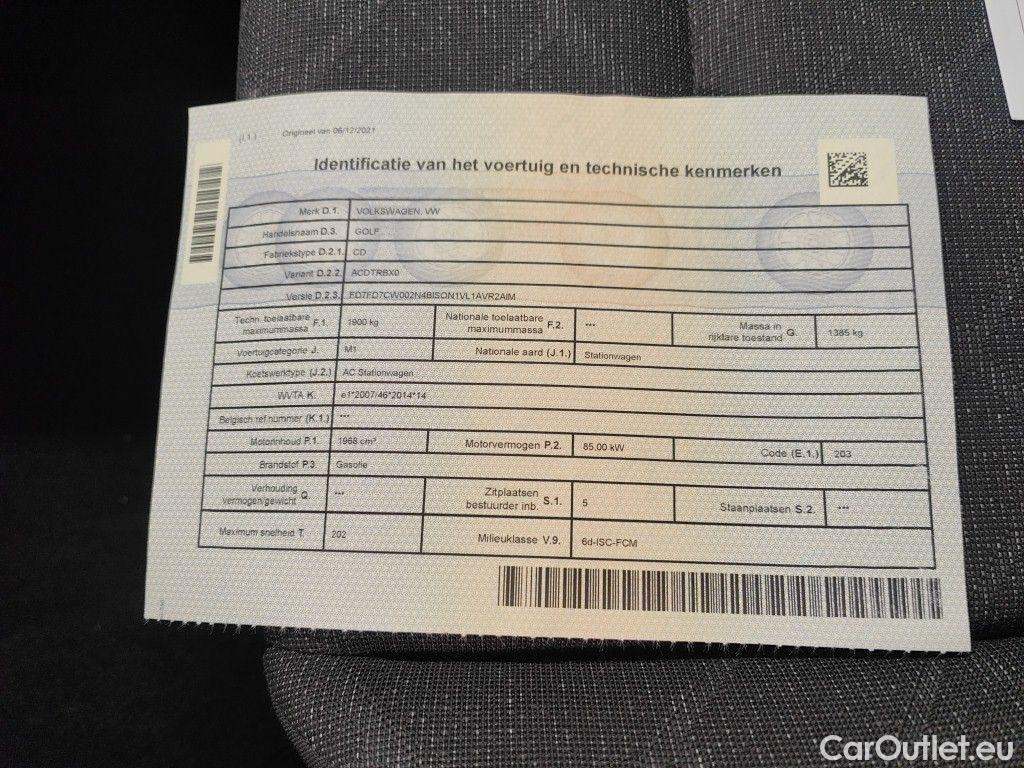 (I.1.) Origineel van 06/12/2021
Identificatie van het voertuig en technische kenmerken
Merk D.1. VOLKSWAGEN, VW
Handelsnaam D.3. GOLF
Fabriekstype D.2.1. CD
Variant D.2.2. ACDTRBX0
Versie D.2.3. FD7FD7CW002N4BISON1VL1AVR2AIM
Techn. toelaatbare maximummassa F.1. 1900 kg Nationale toelaatbare maximummassa F.2. *** Massa in rijklare toestand G. 1385 kg
Voertuigcategorie J. M1 Nationale aard (J.1.) Stationwagen
Koetswerktype (J.2.) AC Stationwagen
WVTA K. e1*2007/46*2014*14
Belgisch ref nummer (K.1.) ***
Motorinhoud P.1. 1968 cm³ Motorvermogen P.2. 85,00 kW Code (E.1.) 203
Brandstof P.3. Gasolie
Verhouding vermogen/gewicht Q. *** Zitplaatsen bestuurder inb. S.1. 5 Staanplaatsen S.2. ***
Maximum snelheid T. 202 Milieuklasse V.9. 6d-ISC-FCM
CarOutlet.eu